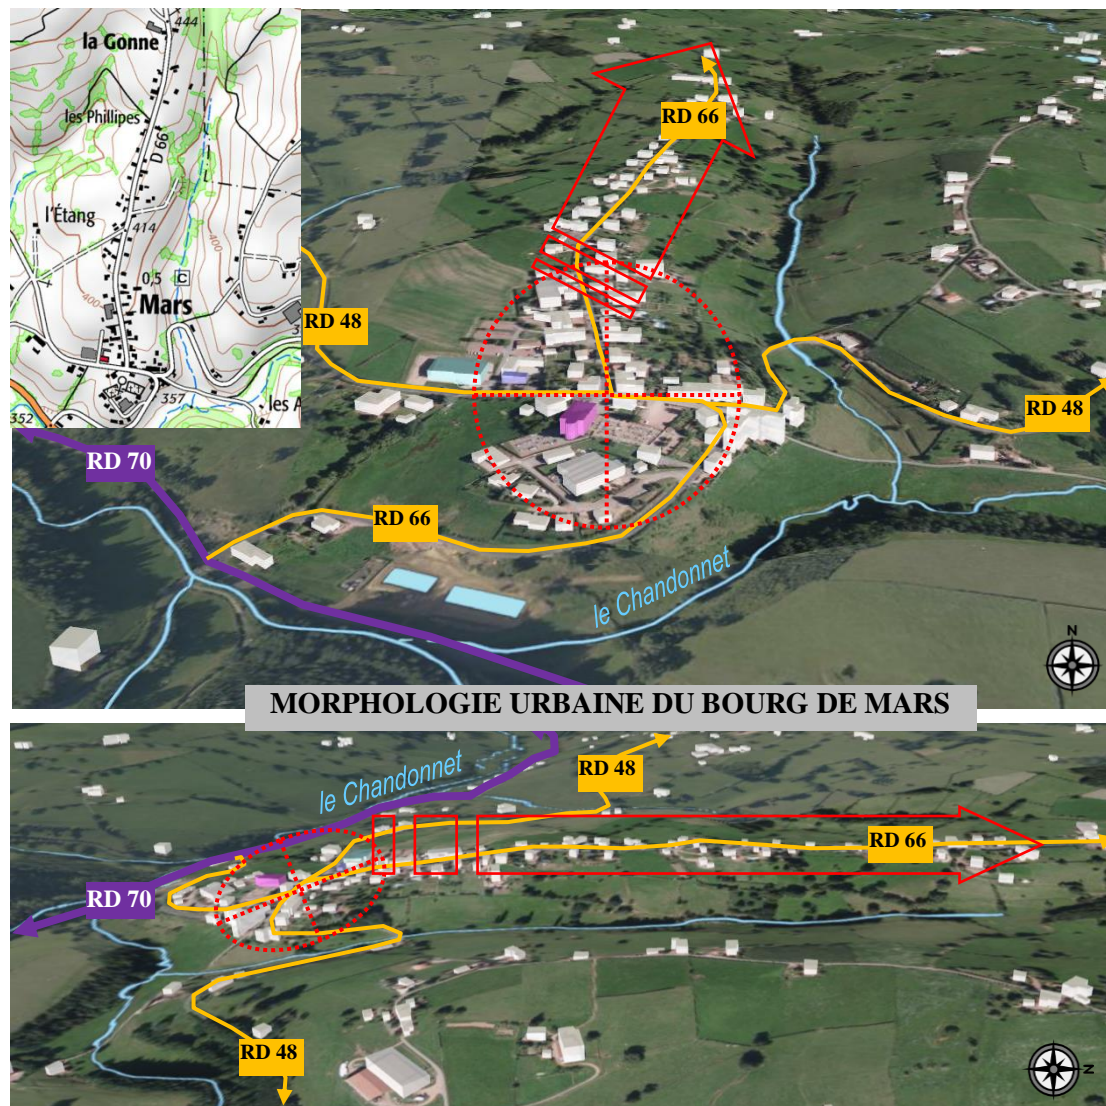 444
la Gonne
les Phillipes
D 66
l'Étang
414
400
0,5 C
Mars
400
357
352
les A
3
RD 66
RD 48
RD 48
RD 70
RD 66
le Chandonnet
N
MORPHOLOGIE URBAINE DU BOURG DE MARS
le Chandonnet
RD 48
RD 66
RD 70
RD 48
N